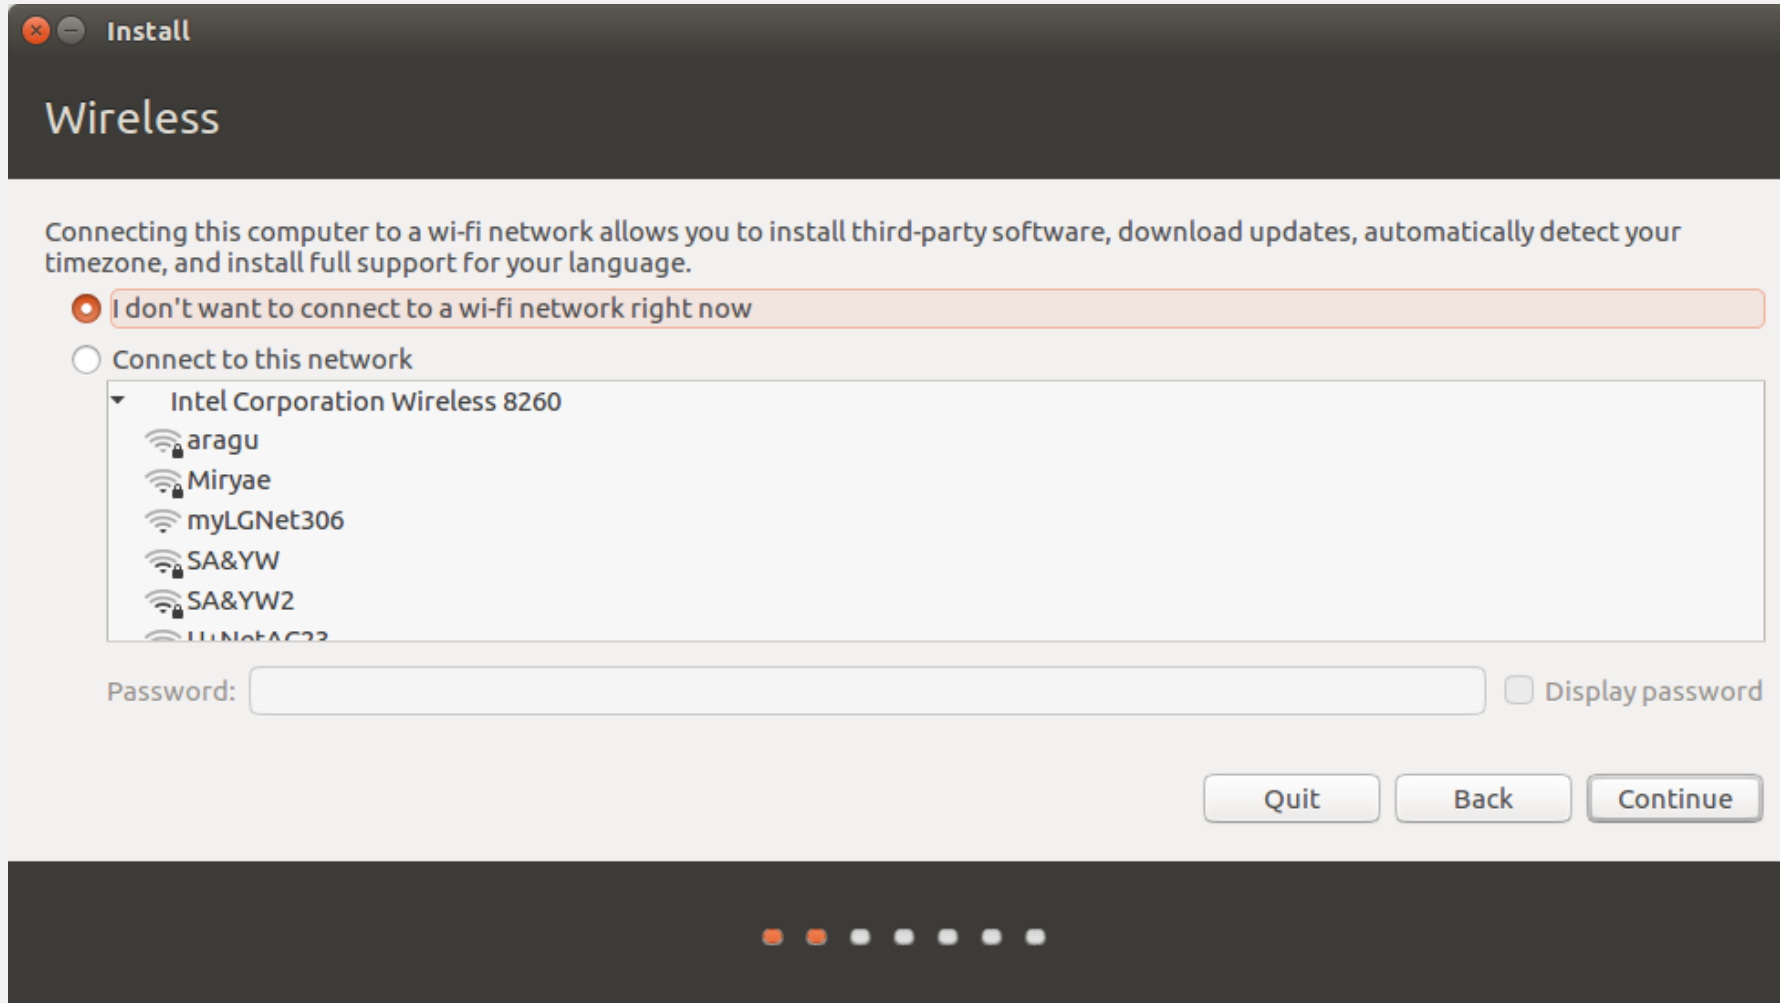 Install
Wireless
Connecting this computer to a wi-fi network allows you to install third-party software, download updates, automatically detect your
timezone, and install full support for your language.
I don't want to connect to a wi-fi network right now
Connect to this network
Intel Corporation Wireless 8260
aragu
Miryae
myLGNet306
SA&YW
SA&YW2
U+NetAC23
Password:
Display password
Quit Back Continue